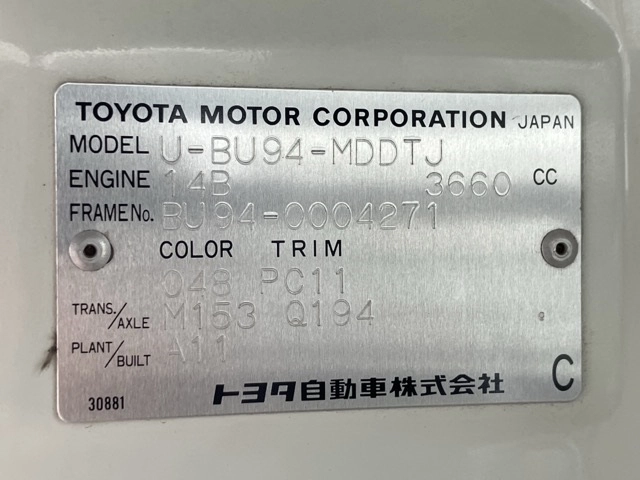 TOYOTA MOTOR CORPORATION JAPAN
MODEL U-BU94-MDDTJ
ENGINE 14B 3660 CC
FRAME No. BU94-0004271
COLOR TRIM
048 PC11
TRANS./AXLE M153 Q194
PLANT/BUILT A11
30881 トヨタ自動車株式会社 C